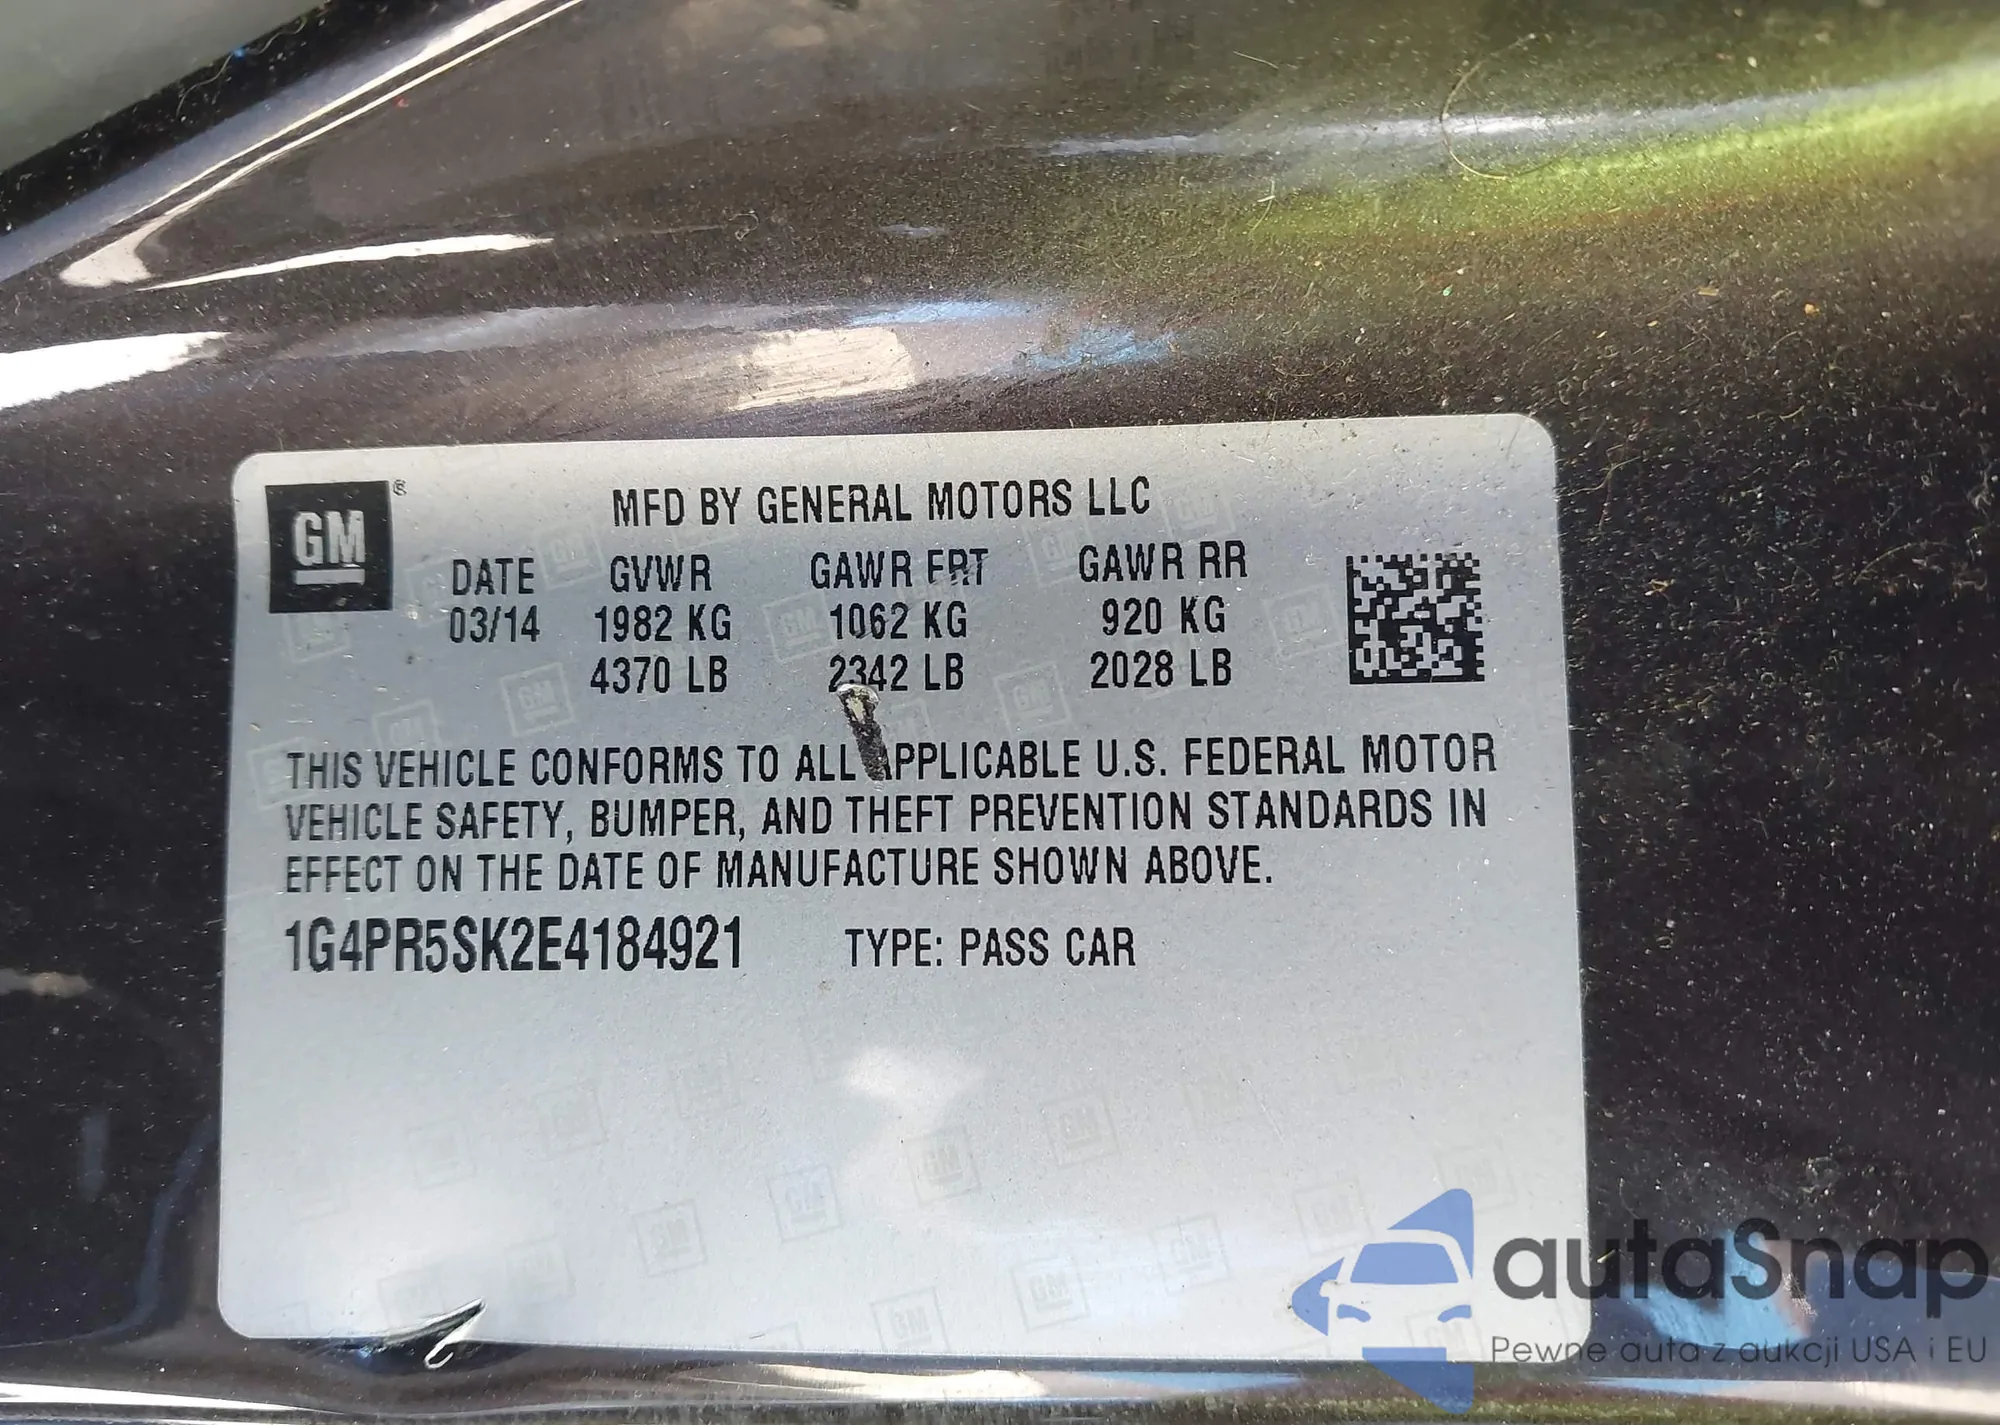 GM ®
MFD BY GENERAL MOTORS LLC
DATE GVWR GAWR FRT GAWR RR
03/14 1982 KG 1062 KG 920 KG
4370 LB 2342 LB 2028 LB
THIS VEHICLE CONFORMS TO ALL APPLICABLE U.S. FEDERAL MOTOR
VEHICLE SAFETY, BUMPER, AND THEFT PREVENTION STANDARDS IN
EFFECT ON THE DATE OF MANUFACTURE SHOWN ABOVE.
1G4PR5SK2E4184921 TYPE: PASS CAR
autaSnap
Pewne auta z aukcji USA i EU